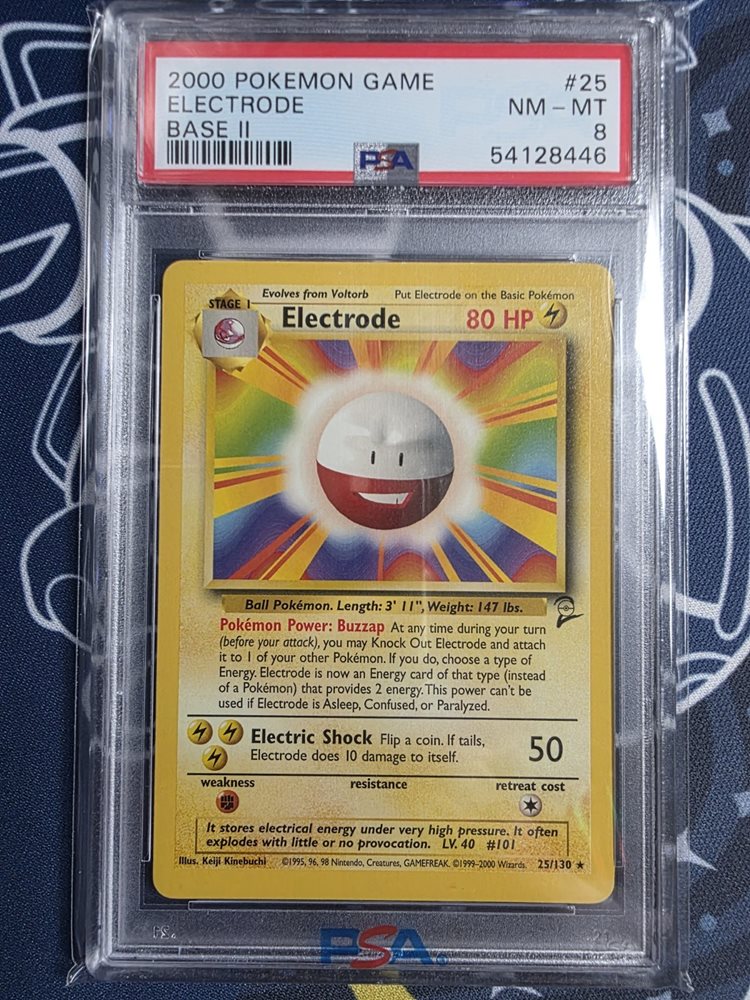 2000 POKEMON GAME #25
ELECTRODE NM - MT
BASE II 8
PSA 54128446
STAGE 1 Evolves from Voltorb Put Electrode on the Basic Pokémon
Electrode 80 HP
Ball Pokémon. Length: 3' 11", Weight: 147 lbs.
Pokémon Power: Buzzap At any time during your turn
(before your attack), you may Knock Out Electrode and attach
it to 1 of your other Pokémon. If you do, choose a type of
Energy. Electrode is now an Energy card of that type (instead
of a Pokémon) that provides 2 energy. This power can't be
used if Electrode is Asleep, Confused, or Paralyzed.
Electric Shock Flip a coin. If tails,
Electrode does 10 damage to itself. 50
weakness resistance retreat cost
It stores electrical energy under very high pressure. It often
explodes with little or no provocation. LV. 40 #101
Illus. Keiji Kinebuchi ©1995, 96, 98 Nintendo, Creatures, GAMEFREAK. ©1999-2000 Wizards. 25/130 ★
PSA